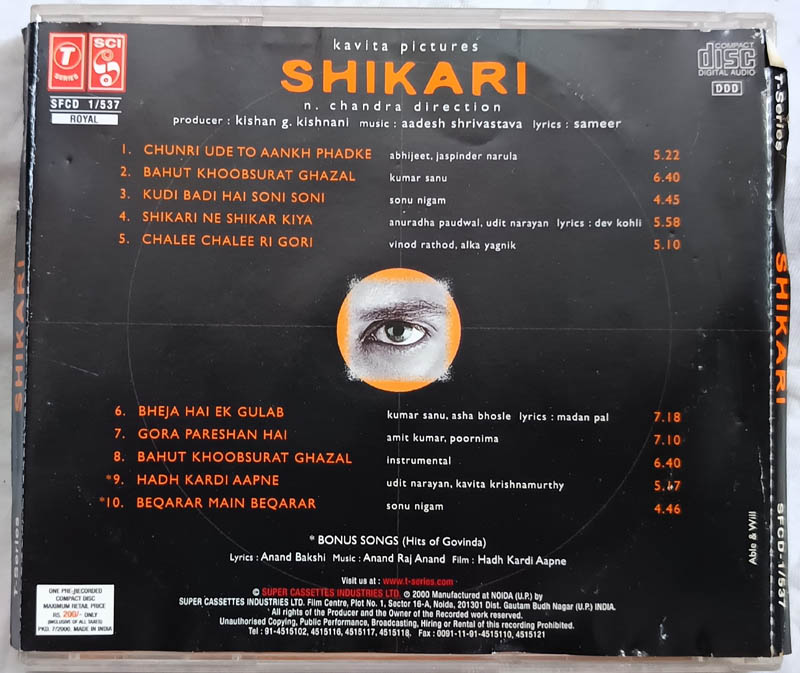 kavita pictures
SHIKARI
n. chandra direction
producer : kishan g. kishnani music : aadesh shrivastava lyrics : sameer
T
SERIES
SCI
SFCD 1/537
ROYAL
COMPACT
disc
DIGITAL AUDIO
DDD
1. CHUNRI UDE TO AANKH PHADKE abhijeet, jaspinder narula 5.22
2. BAHUT KHOOBSURAT GHAZAL kumar sanu 6.40
3. KUDI BADI HAI SONI SONI sonu nigam 4.45
4. SHIKARI NE SHIKAR KIYA anuradha paudwal, udit narayan lyrics : dev kohli 5.58
5. CHALEE CHALEE RI GORI vinod rathod, alka yagnik 5.10
6. BHEJA HAI EK GULAB kumar sanu, asha bhosle lyrics : madan pal 7.18
7. GORA PARESHAN HAI amit kumar, poornima 7.10
8. BAHUT KHOOBSURAT GHAZAL instrumental 6.40
*9. HADH KARDI AAPNE udit narayan, kavita krishnamurthy
*10. BEQARAR MAIN BEQARAR sonu nigam 4.46
* BONUS SONGS (Hits of Govinda)
Lyrics : Anand Bakshi Music : Anand Raj Anand Film : Hadh Kardi Aapne
Visit us at : www.t-series.com
© SUPER CASSETTES INDUSTRIES LTD. ℗ 2000 Manufactured at NOIDA (U.P.) by
SUPER CASSETTES INDUSTRIES LTD. Film Centre, Plot No. 1, Sector 16-A, Noida, 201301 Dist. Gautam Budh Nagar (U.P.) INDIA.
All rights of the Producer and the Owner of the Recorded work reserved.
Unauthorised Copying, Public Performance, Broadcasting, Hiring or Rental of this recording Prohibited.
Tel : 91-4515102, 4515116, 4515117, 4515118. Fax : 0091-11-91-4515110, 4515121
ONE PRE-RECORDED
COMPACT DISC
MAXIMUM RETAIL PRICE
RS. 200/- ONLY
(INCLUSIVE OF ALL TAXES)
PKD. 7/2000. MADE IN INDIA
Able & Will
T-Series
SHIKARI
T-Series
SHIKARI
SFCD-1/537